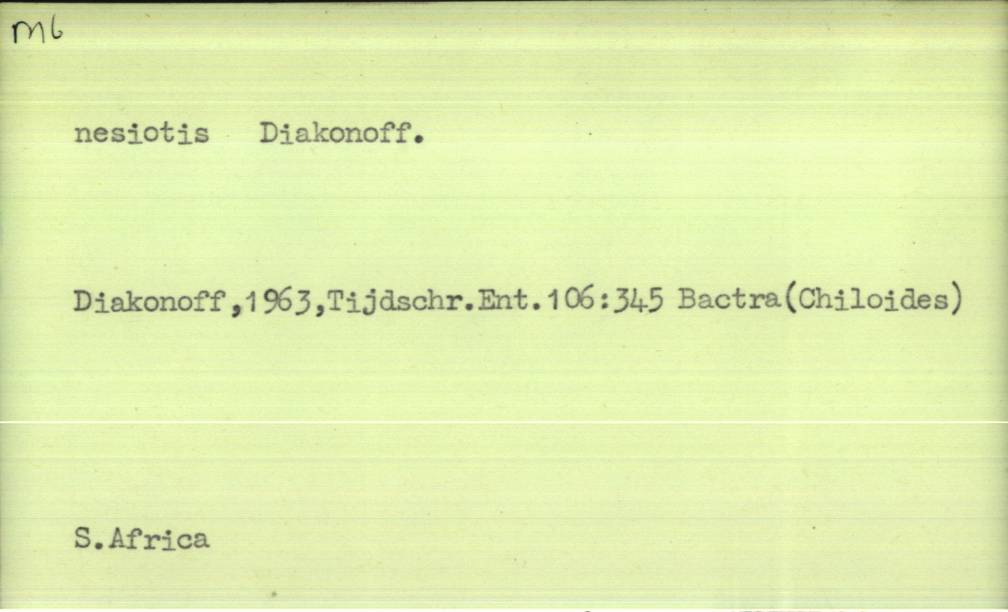 m6
nesiotis Diakonoff.
Diakonoff,1963,Tijdschr.Ent.106:345 Bactra(Chiloides)
S.Africa